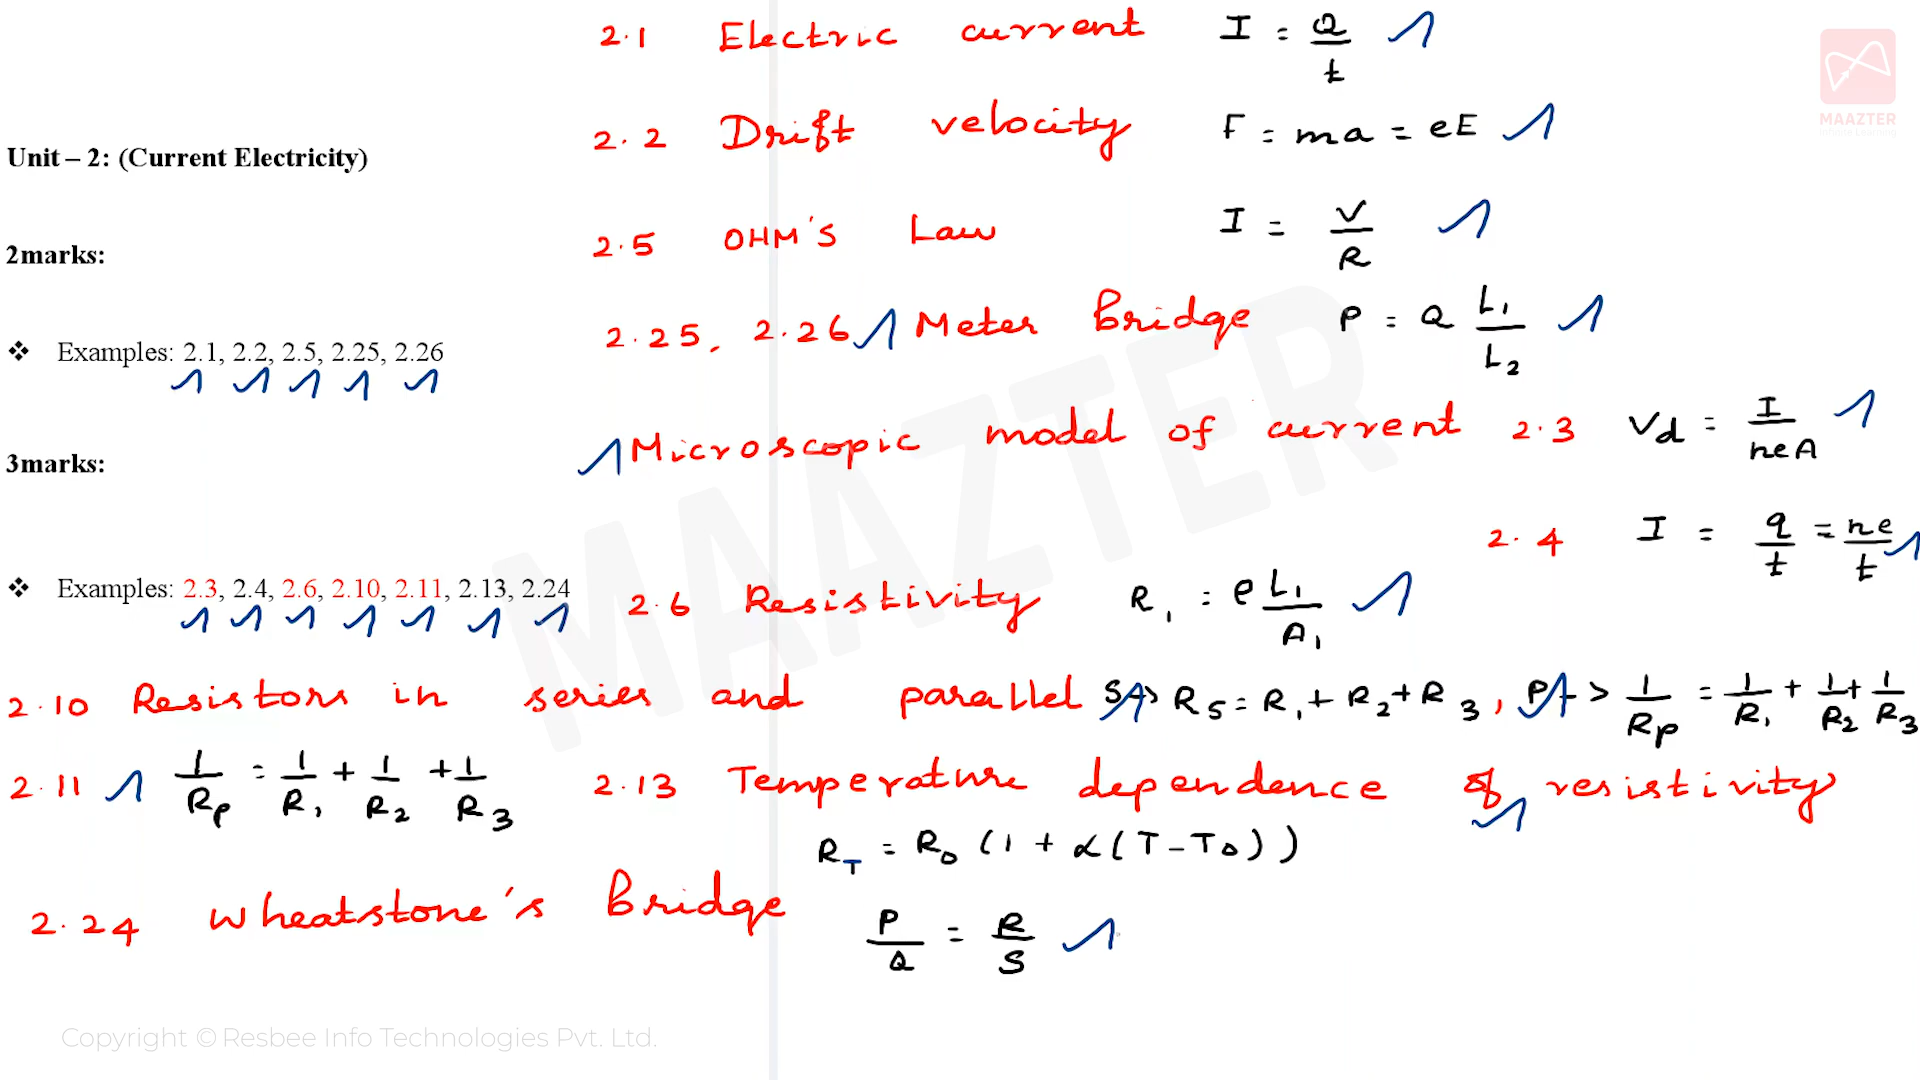 2.1 Electric current I = Q/t
MAAZTER
Infinite Learning
2.2 Drift velocity F = ma = eE
Unit – 2: (Current Electricity)
2.5 OHM'S Law I = V/R
2marks:
2.25, 2.26 Meter Bridge P = Q L₁/L₂
❖ Examples: 2.1, 2.2, 2.5, 2.25, 2.26
Microscopic model of current 2.3 Vd = I/neA
3marks:
2.4 I = q/t = ne/t
❖ Examples: 2.3, 2.4, 2.6, 2.10, 2.11, 2.13, 2.24
2.6 Resistivity R₁ = ρ L₁/A₁
2.10 Resistors in series and parallel S -> Rs = R₁ + R₂ + R₃, P -> 1/Rp = 1/R₁ + 1/R₂ + 1/R₃
2.11 1/Rp = 1/R₁ + 1/R₂ + 1/R₃
2.13 Temperature dependence of resistivity
R_T = R₀ (1 + α(T - T₀))
2.24 Wheatstone's Bridge P/Q = R/S
MAAZTER
Copyright © Resbee Info Technologies Pvt. Ltd.